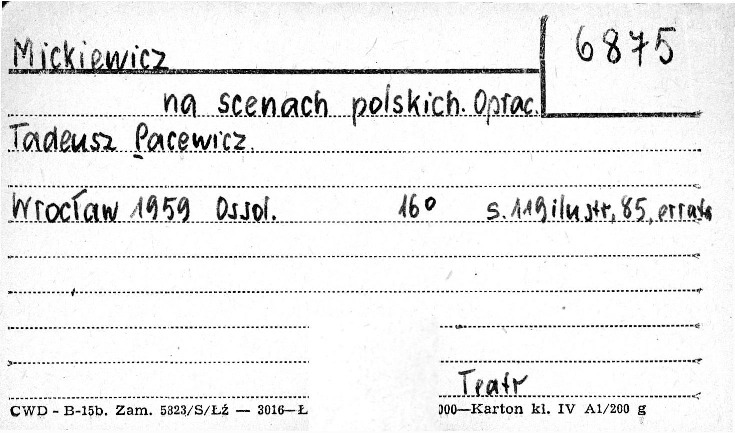 Mickiewicz
6875
na scenach polskich. Oprac.
Tadeusz Pacewicz.
Wrocław 1959 Ossol. 16° s. 119 ilustr, 85, errata
Teatr
CWD - B-15b. Zam. 5323/S/Łź — 3016—Ł 000—Karton kl. IV A1/200 g